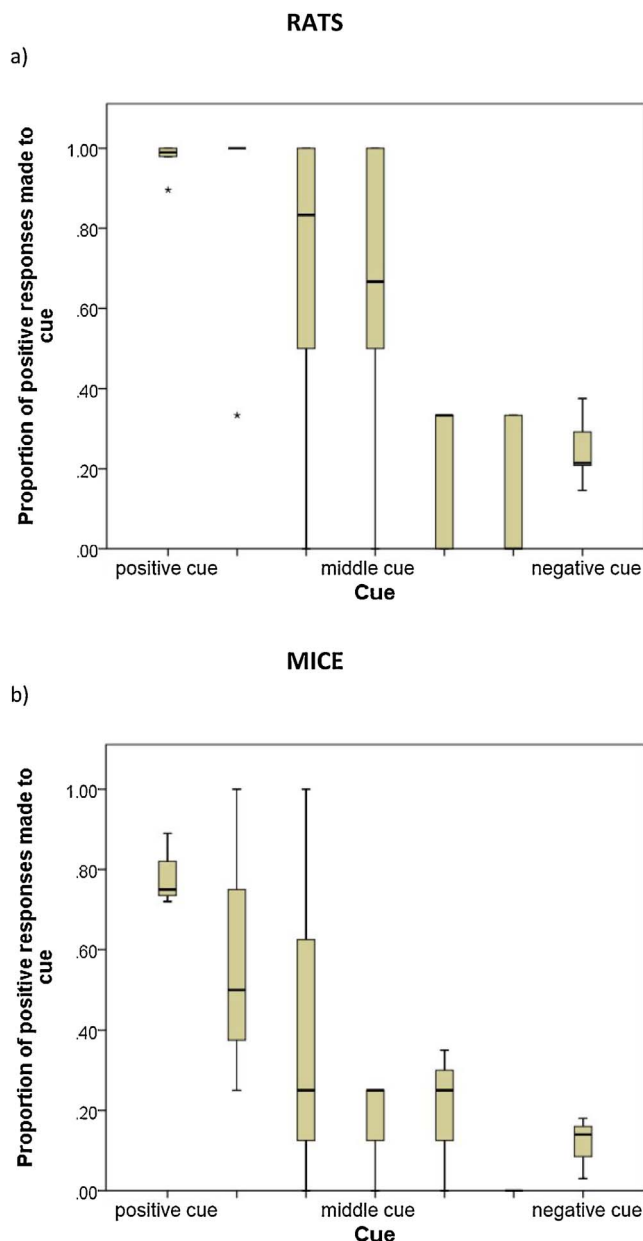 RATS
a)
Proportion of positive responses made to
cue
1.00
.80
.60
.40
.20
.00
*
*
positive cue middle cue negative cue
Cue
MICE
b)
Proportion of positive responses made to
cue
1.00
.80
.60
.40
.20
.00
positive cue middle cue negative cue
Cue